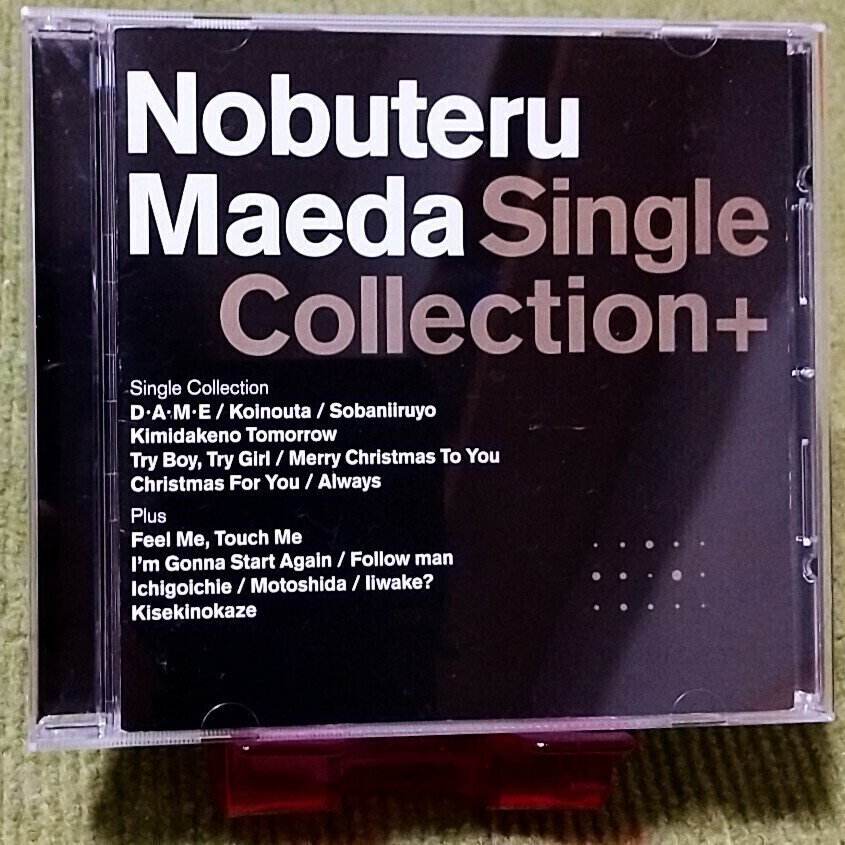 Nobuteru
Maeda Single
Collection+
Single Collection
D·A·M·E / Koinouta / Sobaniiruyo
Kimidakeno Tomorrow
Try Boy, Try Girl / Merry Christmas To You
Christmas For You / Always
Plus
Feel Me, Touch Me
I'm Gonna Start Again / Follow man
Ichigoichie / Motoshida / Iiwake?
Kisekinokaze